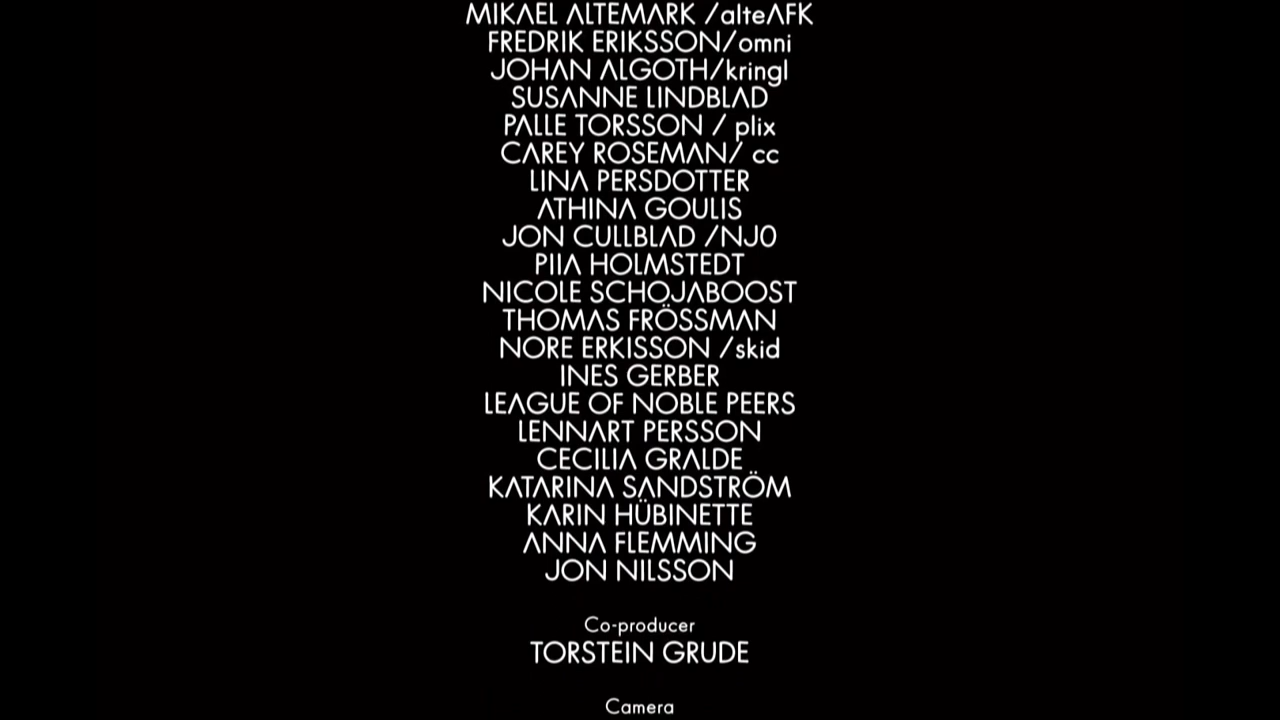 MIKAEL ALTEMARK /alteAFK
FREDRIK ERIKSSON/omni
JOHAN ALGOTH/kringl
SUSANNE LINDBLAD
PALLE TORSSON / plix
CAREY ROSEMAN/ cc
LINA PERSDOTTER
ATHINA GOULIS
JON CULLBLAD /NJ0
PIIA HOLMSTEDT
NICOLE SCHOJABOOST
THOMAS FRÖSSMAN
NORE ERKISSON /skid
INES GERBER
LEAGUE OF NOBLE PEERS
LENNART PERSSON
CECILIA GRALDE
KATARINA SANDSTRÖM
KARIN HÜBINETTE
ANNA FLEMMING
JON NILSSON
Co-producer
TORSTEIN GRUDE
Camera